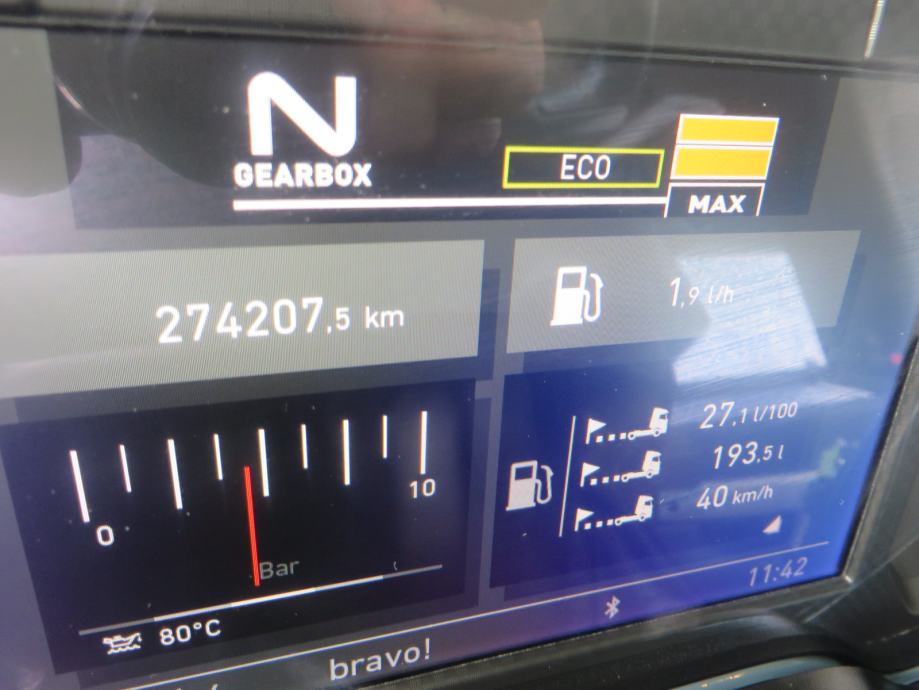 N
GEARBOX
ECO
MAX
274207,5 km
1,9 l/h
27,1 l/100
193,5 l
40 km/h
0
10
Bar
80°C
11:42
bravo!